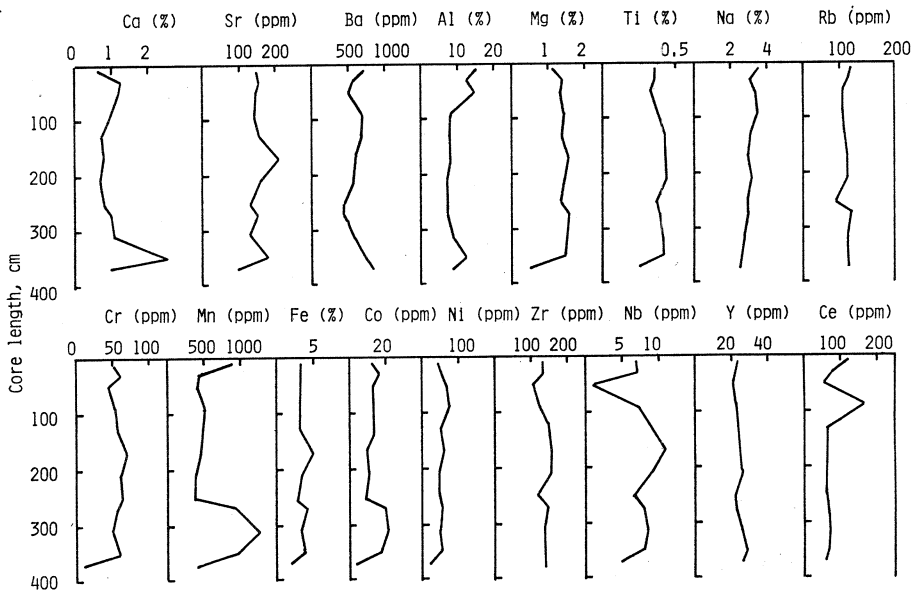 Ca (%) Sr (ppm) Ba (ppm) Al (%) Mg (%) Ti (%) Na (%) Rb (ppm)
0 1 2 100 200 500 1000 10 20 1 2 0.5 2 4 100 200
100
200
300
400
Core length, cm
Cr (ppm) Mn (ppm) Fe (%) Co (ppm) Ni (ppm) Zr (ppm) Nb (ppm) Y (ppm) Ce (ppm)
0 50 100 500 1000 5 20 100 100 200 5 10 20 40 100 200
100
200
300
400